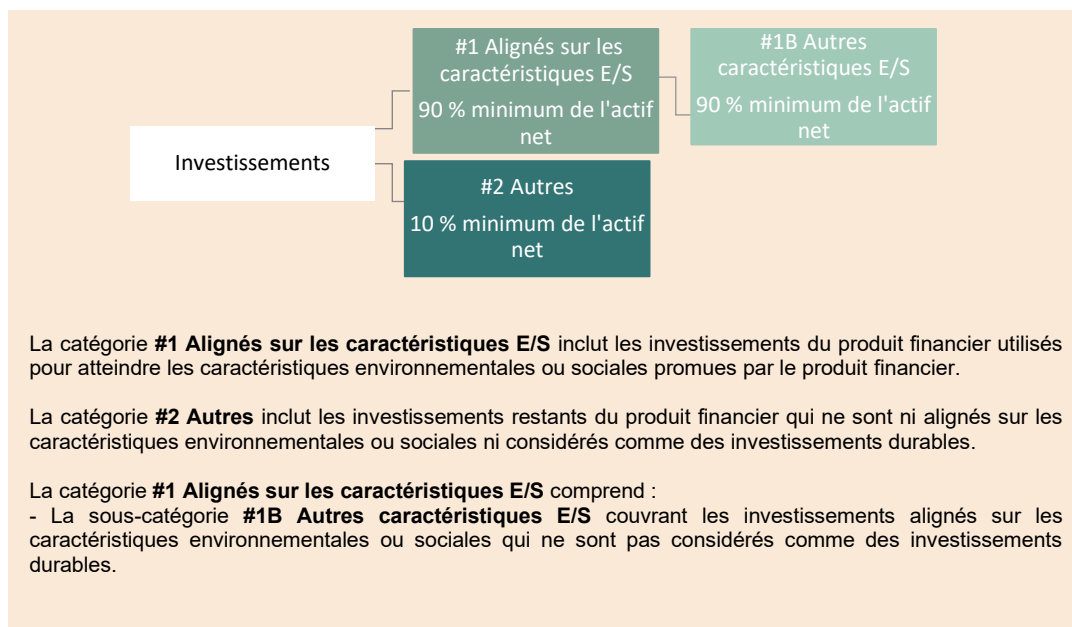 #1 Alignés sur les
caractéristiques E/S
90 % minimum de l'actif
net
#1B Autres
caractéristiques E/S
90 % minimum de l'actif
net
Investissements
#2 Autres
10 % minimum de l'actif
net
La catégorie #1 Alignés sur les caractéristiques E/S inclut les investissements du produit financier utilisés
pour atteindre les caractéristiques environnementales ou sociales promues par le produit financier.
La catégorie #2 Autres inclut les investissements restants du produit financier qui ne sont ni alignés sur les
caractéristiques environnementales ou sociales ni considérés comme des investissements durables.
La catégorie #1 Alignés sur les caractéristiques E/S comprend :
- La sous-catégorie #1B Autres caractéristiques E/S couvrant les investissements alignés sur les
caractéristiques environnementales ou sociales qui ne sont pas considérés comme des investissements
durables.